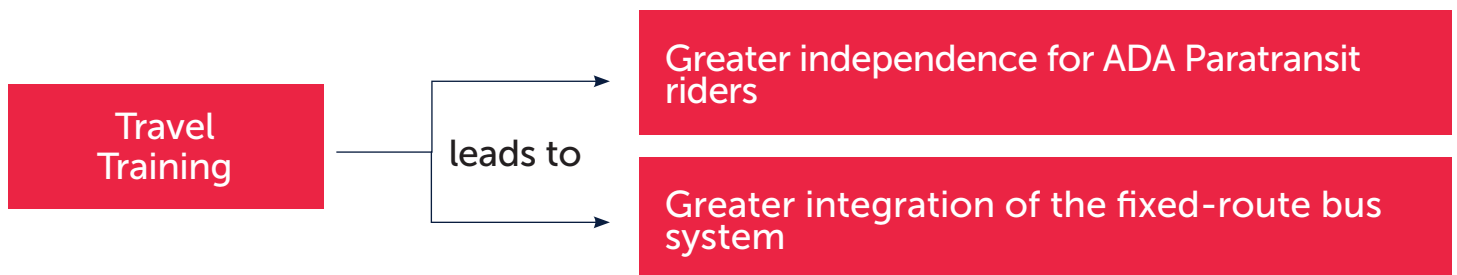 Travel
Training
leads to
Greater independence for ADA Paratransit
riders
Greater integration of the fixed-route bus
system